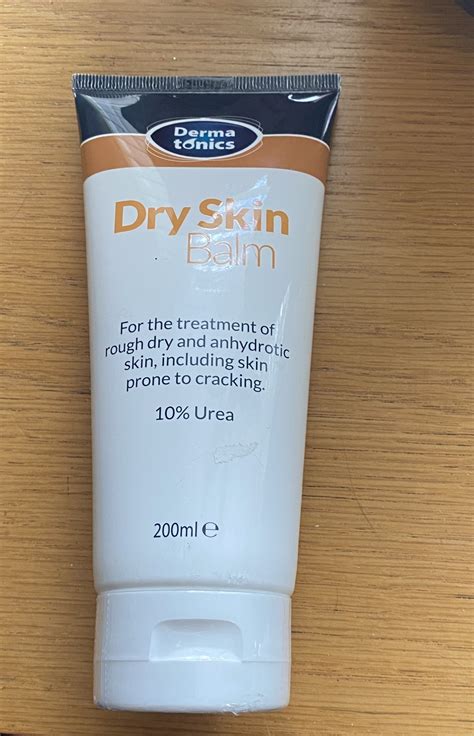 Derma
tonics
Dry Skin
Balm
For the treatment of
rough dry and anhydrotic
skin, including skin
prone to cracking.
10% Urea
200ml ℮